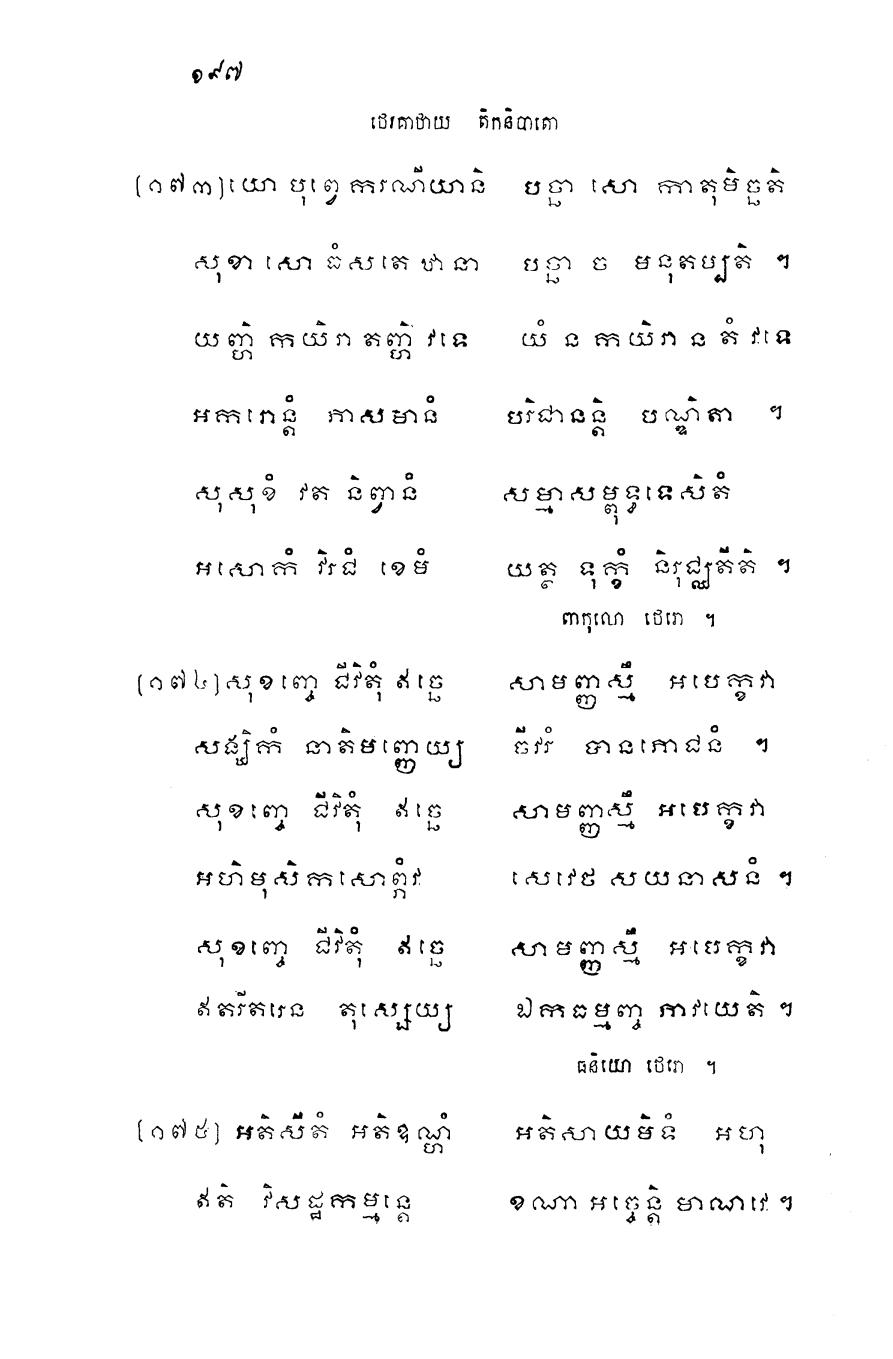 ១៩៧
ថេរគាថាយ តិកនិបាតោ
(១៧៣) យោ បុព្វេ ករណីយានិ បច្ឆា សោ កាតុមិច្ឆតិ
សុខា សោ ធំសតេ ឋានា បច្ឆា ច មនុតប្បតិ ។
យញ្ហិ កយិរា តញ្ហិ វទេ យំ ន កយិរា ន តំ វទេ
អករោន្តំ ភាសមានំ បរិជានន្តិ បណ្ឌិតា ។
សុសុខំ វត និព្វានំ សម្មាសម្ពុទ្ធទេសិតំ
អសោកំ វិរជំ ខេមំ យត្ថ ទុក្ខំ និរុជ្ឈតីតិ ។
ពាកុលោ ថេរោ ។
(១៧៤) សុខញ្ចេ ជីវិតុំ ឥច្ឆេ សាមញ្ញស្មឹ អបេក្ខវា
សង្ឃិកំ នាតិមញ្ញេយ្យ ចីវរំ បានភោជនំ ។
សុខញ្ចេ ជីវិតុំ ឥច្ឆេ សាមញ្ញស្មឹ អបេក្ខវា
អហិមុសិកសោព្ភំវ សេវេថ សយនាសនំ ។
សុខញ្ចេ ជីវិតុំ ឥច្ឆេ សាមញ្ញស្មឹ អបេក្ខវា
ឥតរីតរេន តុស្សេយ្យ ឯកធម្មញ្ច ភាវយេតិ ។
ធនិយោ ថេរោ ។
(១៧៥) អតិសីតំ អតិឧណ្ហំ អតិសាយមិទំ អហុ
ឥតិ វិសដ្ឋកម្មន្តេ ខណា អច្ចេន្តិ មាណវេ ។